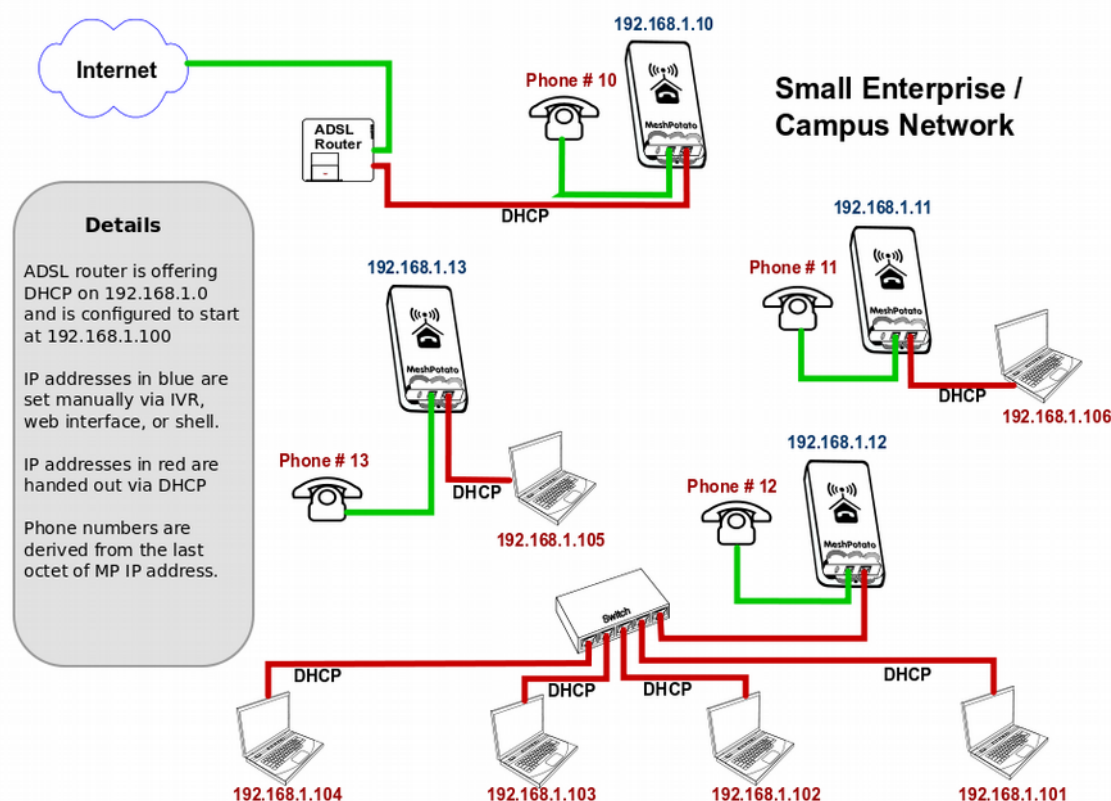 192.168.1.10
Internet
Phone # 10
Small Enterprise /
Campus Network
MeshPotato
ADSL
Router
DHCP
Details
ADSL router is offering
DHCP on 192.168.1.0
and is configured to start
at 192.168.1.100
IP addresses in blue are
set manually via IVR,
web interface, or shell.
IP addresses in red are
handed out via DHCP
Phone numbers are
derived from the last
octet of MP IP address.
192.168.1.11
Phone # 11
MeshPotato
DHCP
192.168.1.106
192.168.1.13
MeshPotato
Phone # 13
DHCP
192.168.1.105
192.168.1.12
Phone # 12
MeshPotato
Switch
DHCP
DHCP
DHCP
DHCP
192.168.1.104
192.168.1.103
192.168.1.102
192.168.1.101